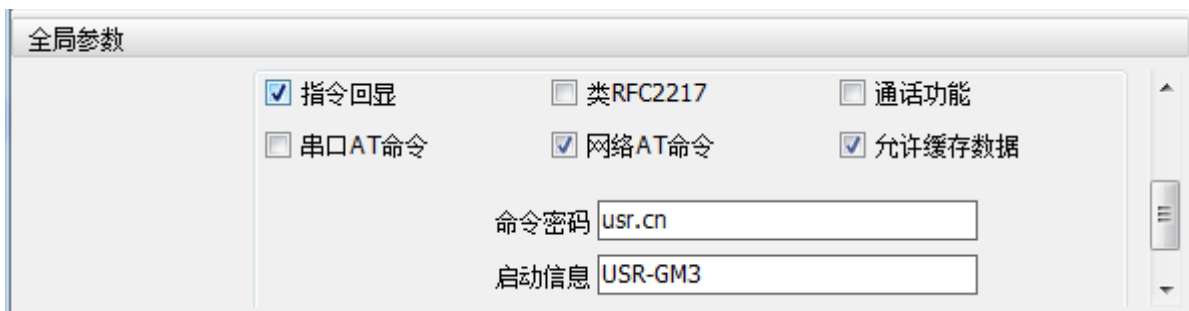 全局参数
指令回显 类RFC2217 通话功能
串口AT命令 网络AT命令 允许缓存数据
命令密码 usr.cn
启动信息 USR-GM3